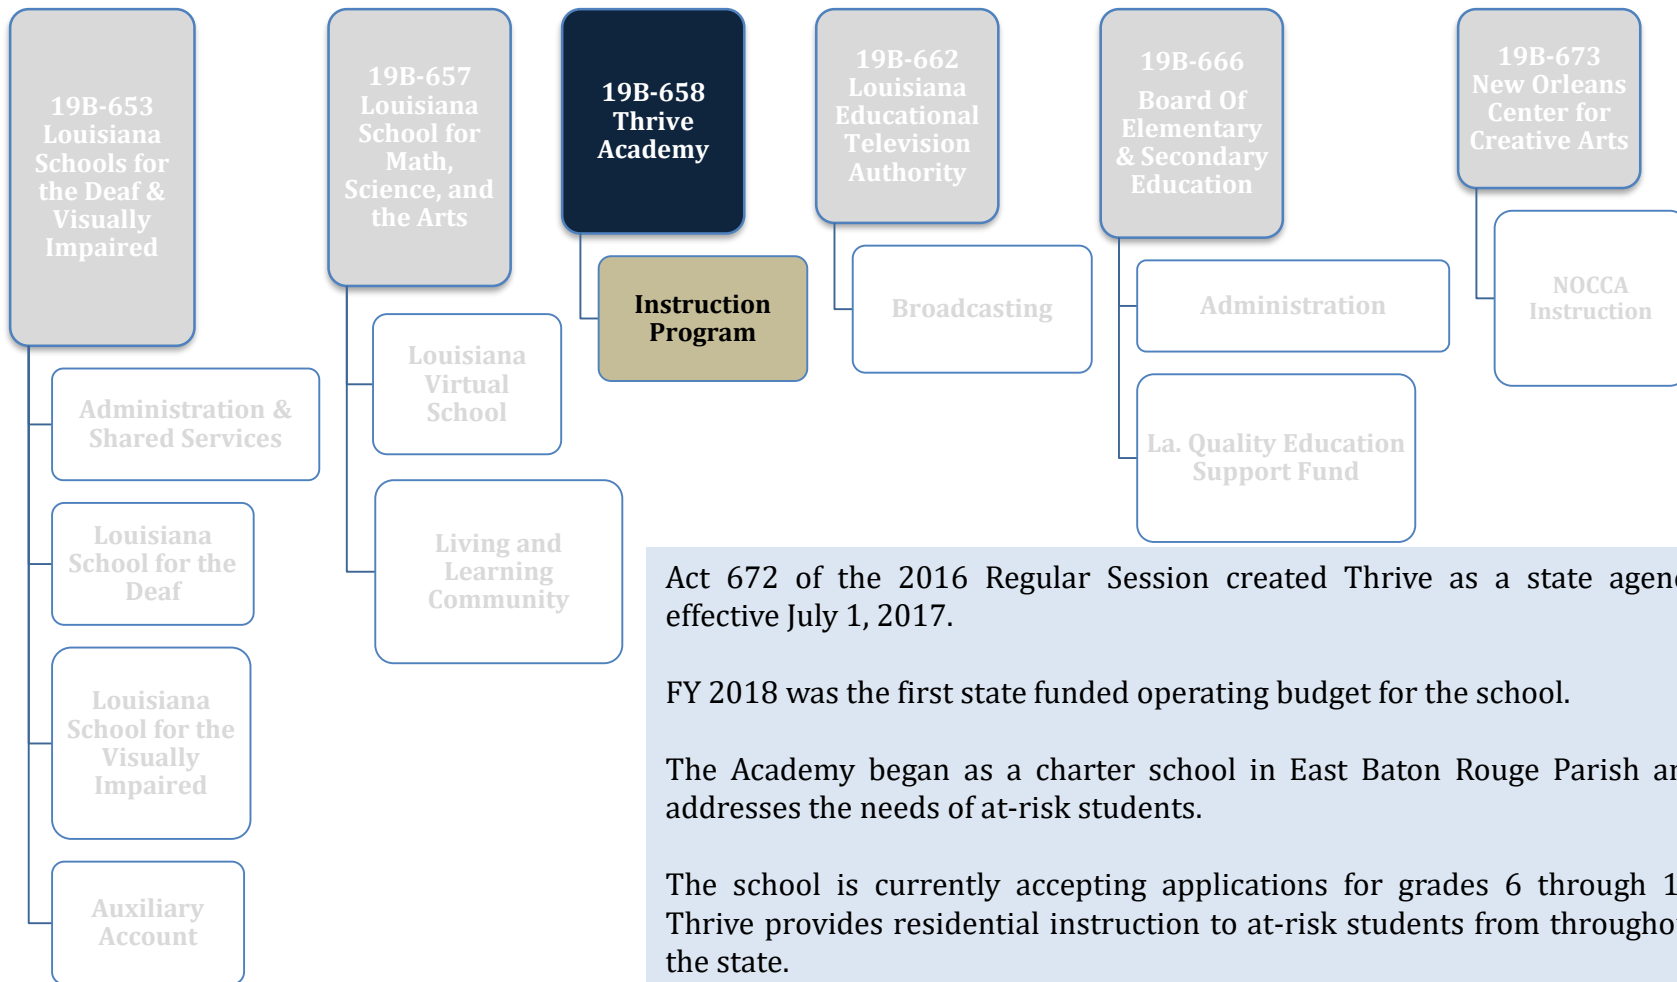 19B-653
Louisiana
Schools for
the Deaf &
Visually
Impaired
Administration &
Shared Services
Louisiana
School for the
Deaf
Louisiana
School for the
Visually
Impaired
Auxiliary
Account
19B-657
Louisiana
School for
Math,
Science, and
the Arts
Louisiana
Virtual
School
Living and
Learning
Community
19B-658
Thrive
Academy
Instruction
Program
19B-662
Louisiana
Educational
Television
Authority
Broadcasting
19B-666
Board Of
Elementary
& Secondary
Education
Administration
La. Quality Education
Support Fund
19B-673
New Orleans
Center for
Creative Arts
NOCCA
Instruction
Act 672 of the 2016 Regular Session created Thrive as a state
effective July 1, 2017.
FY 2018 was the first state funded operating budget for the school.
The Academy began as a charter school in East Baton Rouge Parish
addresses the needs of at-risk students.
The school is currently accepting applications for grades 6 through
Thrive provides residential instruction to at-risk students from
the state.